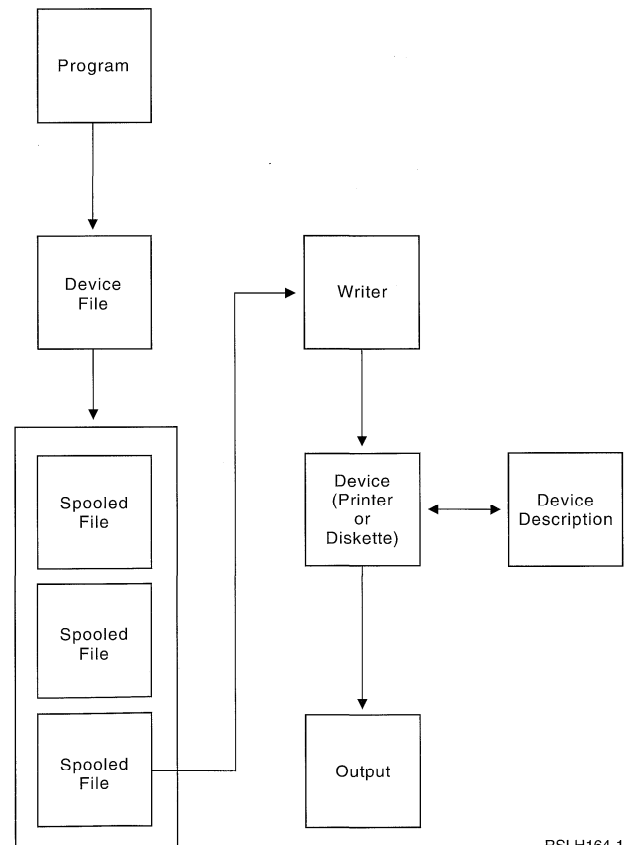 Program
Device
File
Writer
Spooled
File
Device
(Printer
or
Diskette)
Device
Description
Spooled
File
Spooled
File
Output